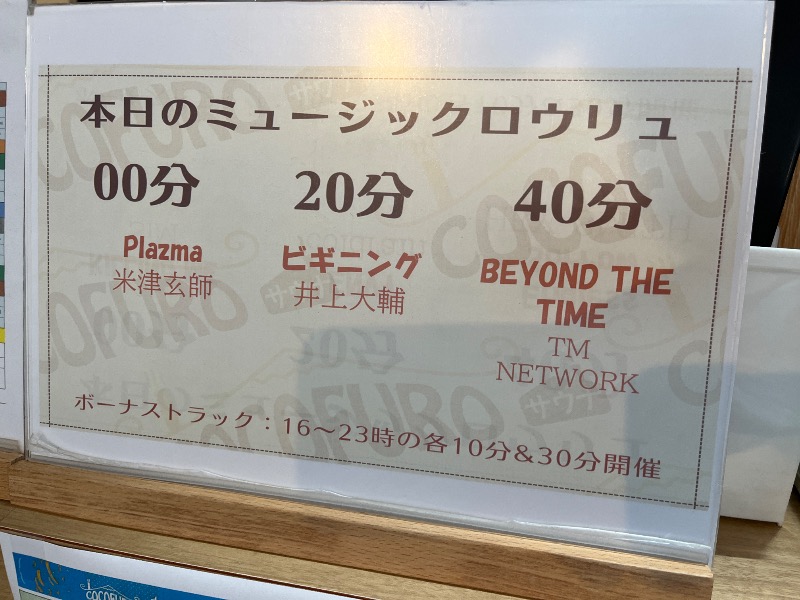 本日のミュージックロウリュ
00分
20分
40分
Plazma
米津玄師
ビギニング
井上大輔
BEYOND THE
TIME
TM
NETWORK
ボーナストラック：16～23時の各10分&30分開催
COCOFURO